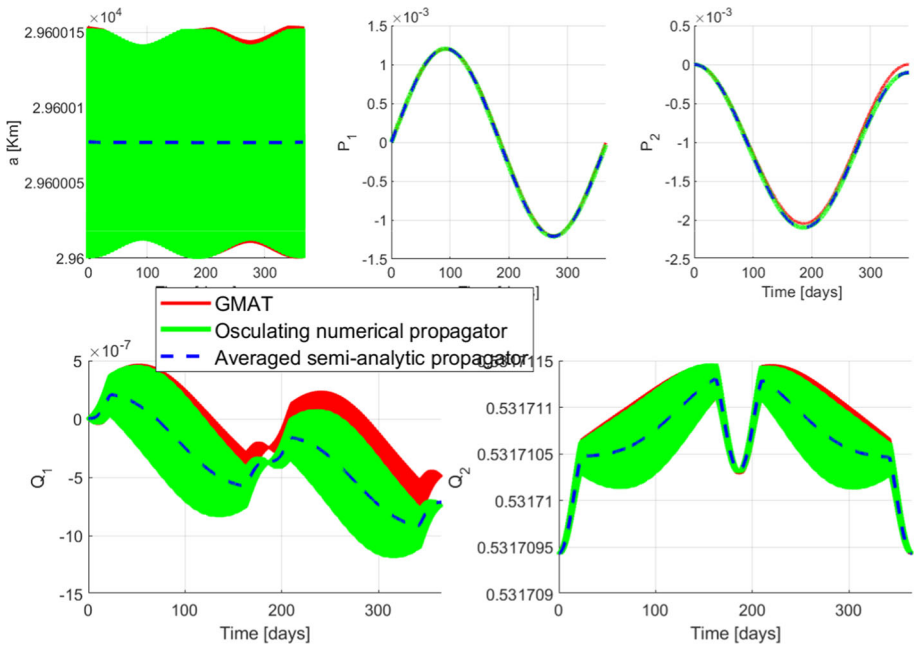 ×10⁴
2.960015
2.96001
2.960005
2.96
a [Km]
0 100 200 300
×10⁻³
1.5
1
0.5
0
-0.5
-1
-1.5
P₁
0 100 200 300
×10⁻³
0.5
0
-0.5
-1
-1.5
-2
-2.5
P₂
0 100 200 300
Time [days]
GMAT
Osculating numerical propagator
Averaged semi-analytic propagator
×10⁻⁷
5
0
-5
-10
-15
Q₁
0 100 200 300
Time [days]
0.5317115
0.531711
0.5317105
0.53171
0.5317095
0.531709
Q₂
0 100 200 300
Time [days]